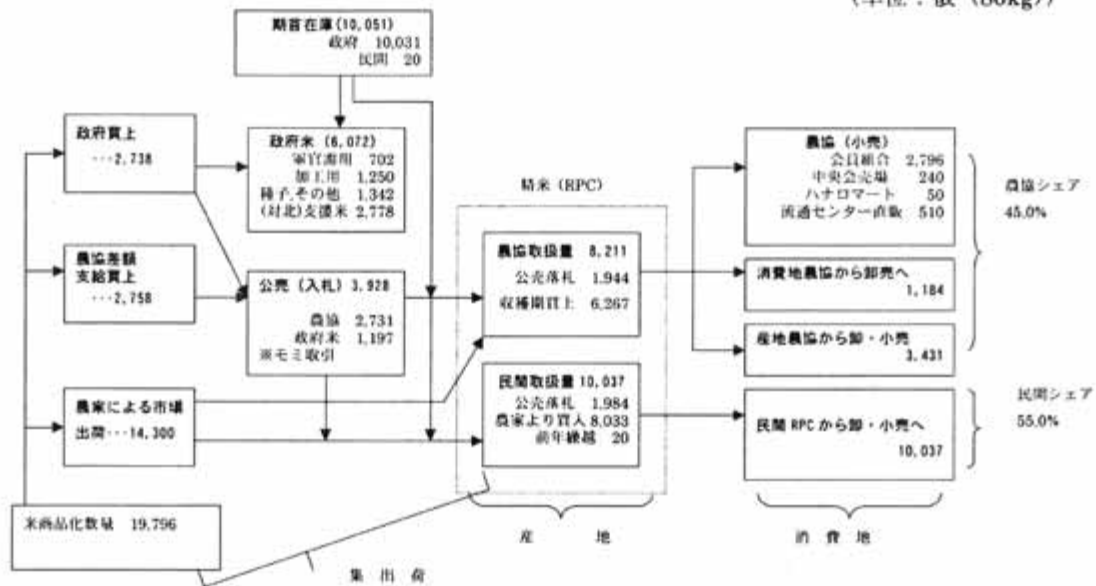 (単位：
(80kg))
期首在庫(10,051)
政府 10,031
民間 20
政府買上
…2,738
政府米 (6,072)
軍官需用 702
加工用 1,250
種子,その他 1,342
(対北)支援米 2,778
農協差額
支給買上
…2,758
公売 (入札) 3,928
農協 2,731
政府米 1,197
※モミ取引
農家による市場
出荷…14,300
米商品化数量 19,796
集 出 荷
精米 (RPC)
農協取扱量 8,211
公売落札 1,944
収穫期買上 6,267
民間取扱量 10,037
公売落札 1,984
農家より買入 8,033
前年繰越 20
産 地
農協 (小売)
会員組合 2,796
中央会売場 240
ハナロマート 50
流通センター直販 510
消費地農協から卸売へ
1,184
産地農協から卸・小売
3,431
民間 RPC から卸・小売へ
10,037
消 費 地
農協シェア
45.0%
民間シェア
55.0%